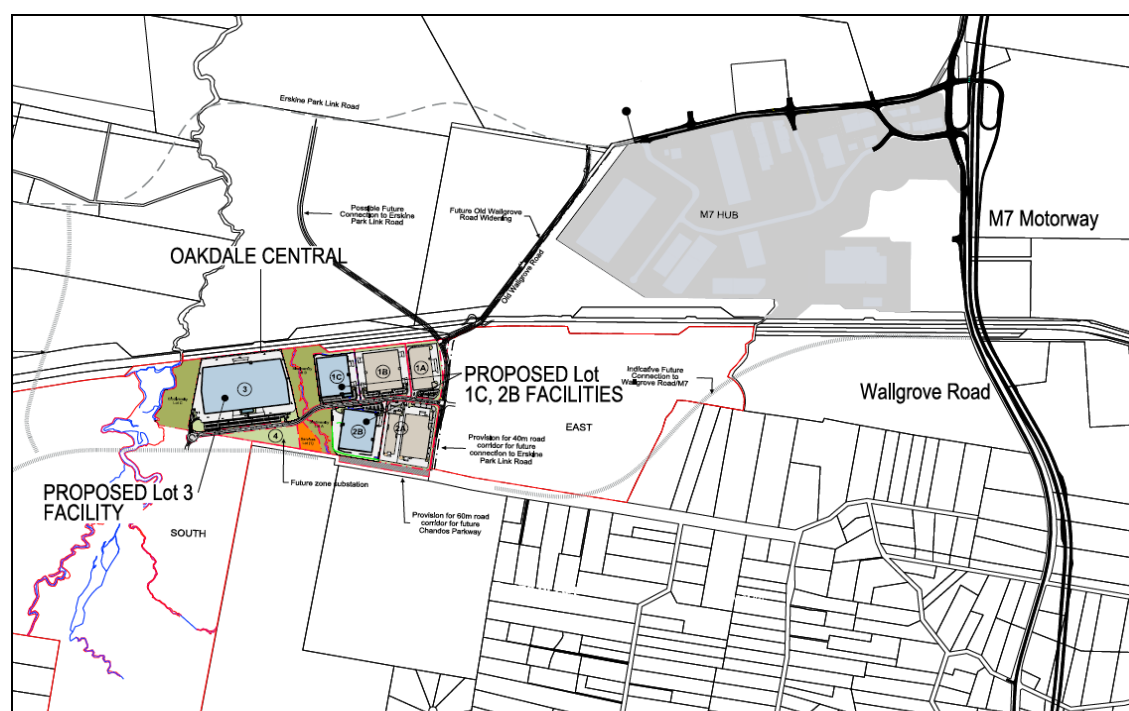 Erskine Park Link Road
Possible Future
Connection to Erskine
Park Link Road
Future Old Wallgrove
Road Widening
Old Wallgrove Road
M7 HUB
M7 Motorway
OAKDALE CENTRAL
3
1C
1B
1A
PROPOSED Lot
1C, 2B FACILITIES
Indicative Future
Connection to
Wallgrove Road/M7
Wallgrove Road
4
2B
2A
EAST
Provision for 40m road
corridor for future
connection to Erskine
Park Link Road
Future zone substation
PROPOSED Lot 3
FACILITY
SOUTH
Provision for 60m road
corridor for future
Chandos Parkway